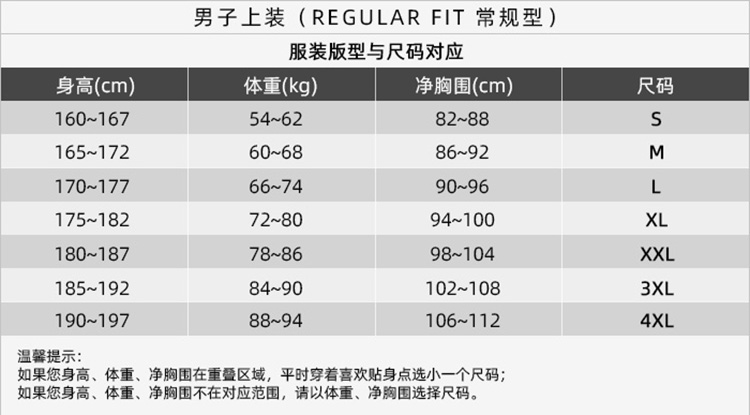 男子上装（REGULAR FIT 常规型）
服装版型与尺码对应
身高(cm) 体重(kg) 净胸围(cm) 尺码
160~167 54~62 82~88 S
165~172 60~68 86~92 M
170~177 66~74 90~96 L
175~182 72~80 94~100 XL
180~187 78~86 98~104 XXL
185~192 84~90 102~108 3XL
190~197 88~94 106~112 4XL
温馨提示：
如果您身高、体重、净胸围在重叠区域，平时穿着喜欢贴身点选小一个尺码；
如果您身高、体重、净胸围不在对应范围，请以体重、净胸围选择尺码。